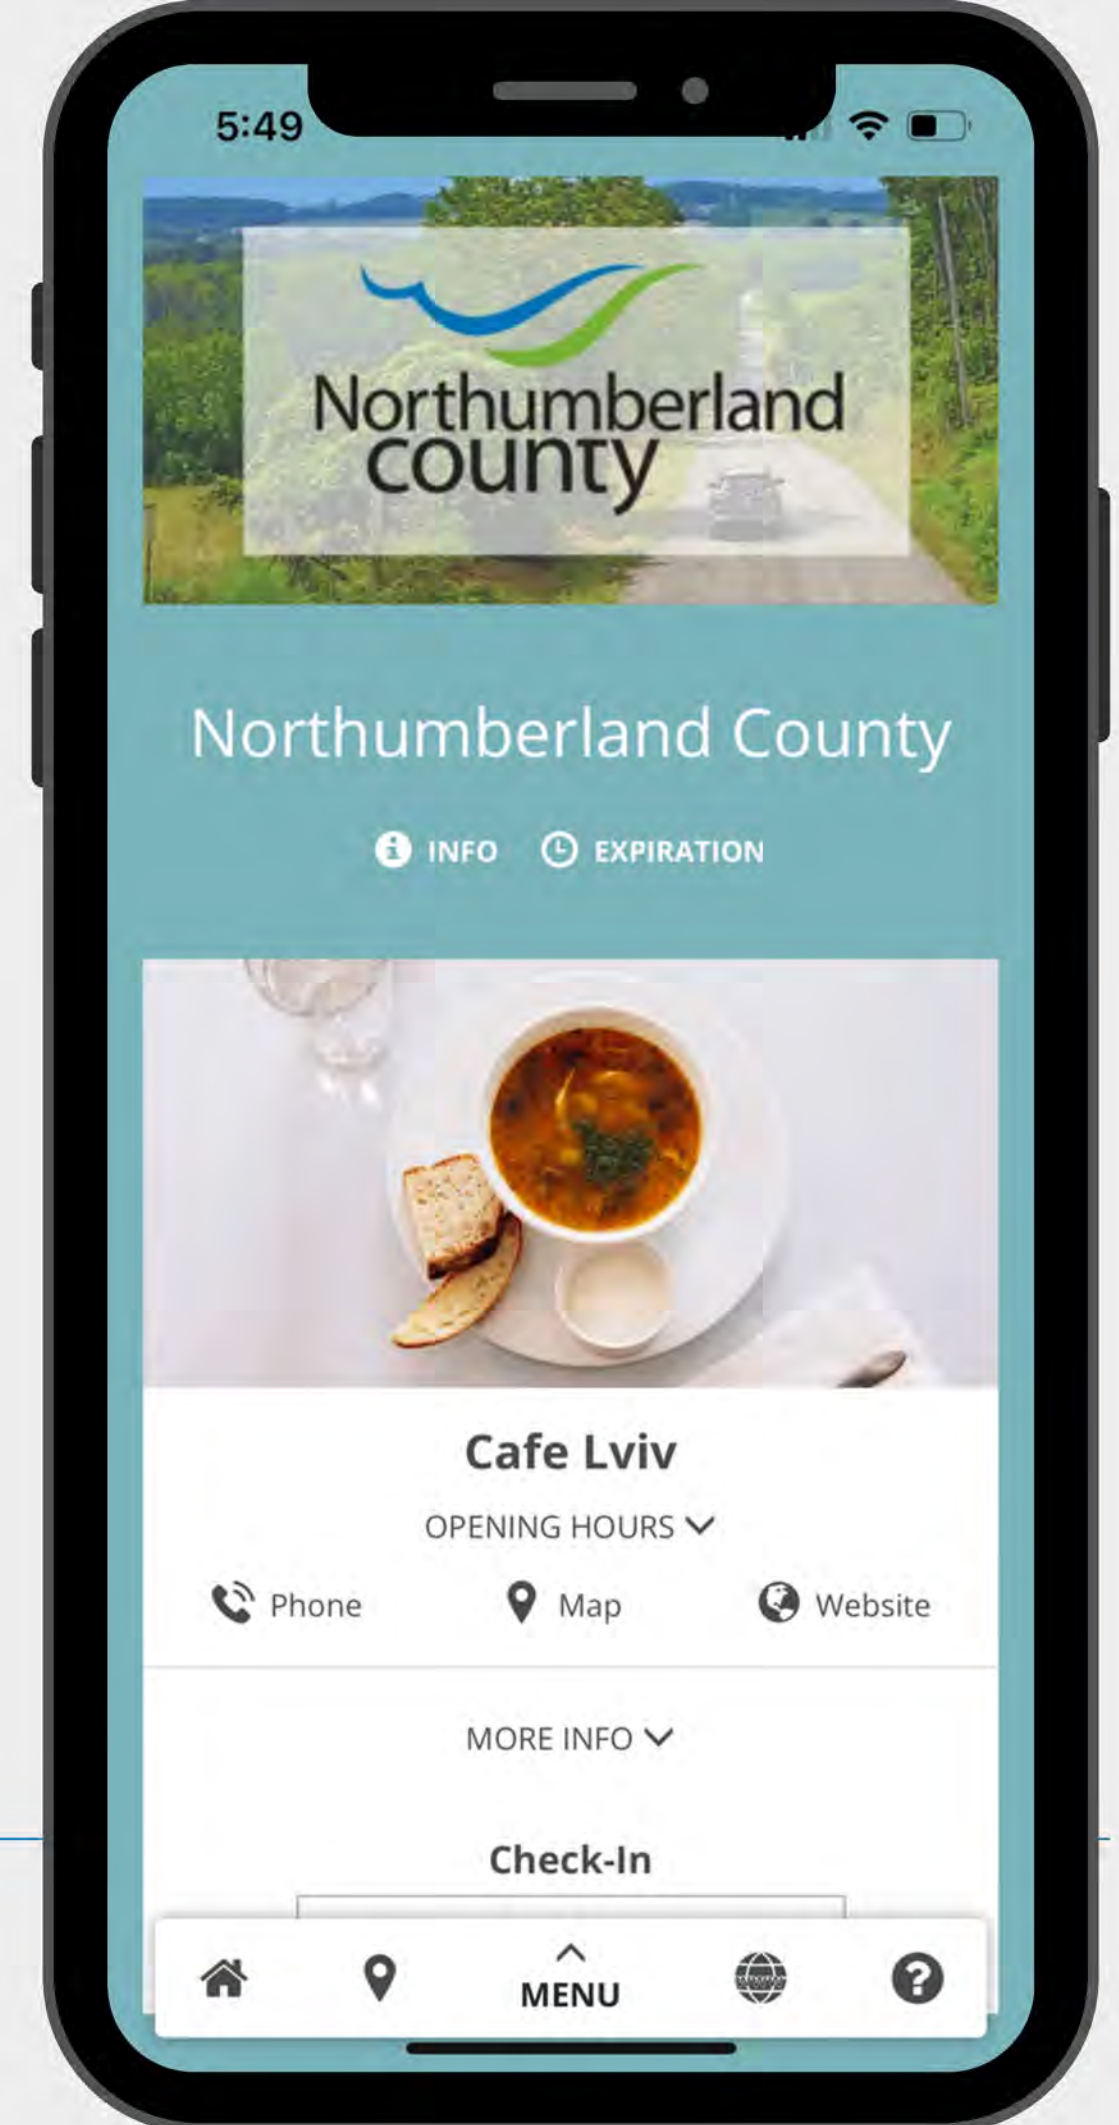 5:49
Northumberland
county
Northumberland County
INFO EXPIRATION
Cafe Lviv
OPENING HOURS
Phone Map Website
MORE INFO
Check-In
MENU